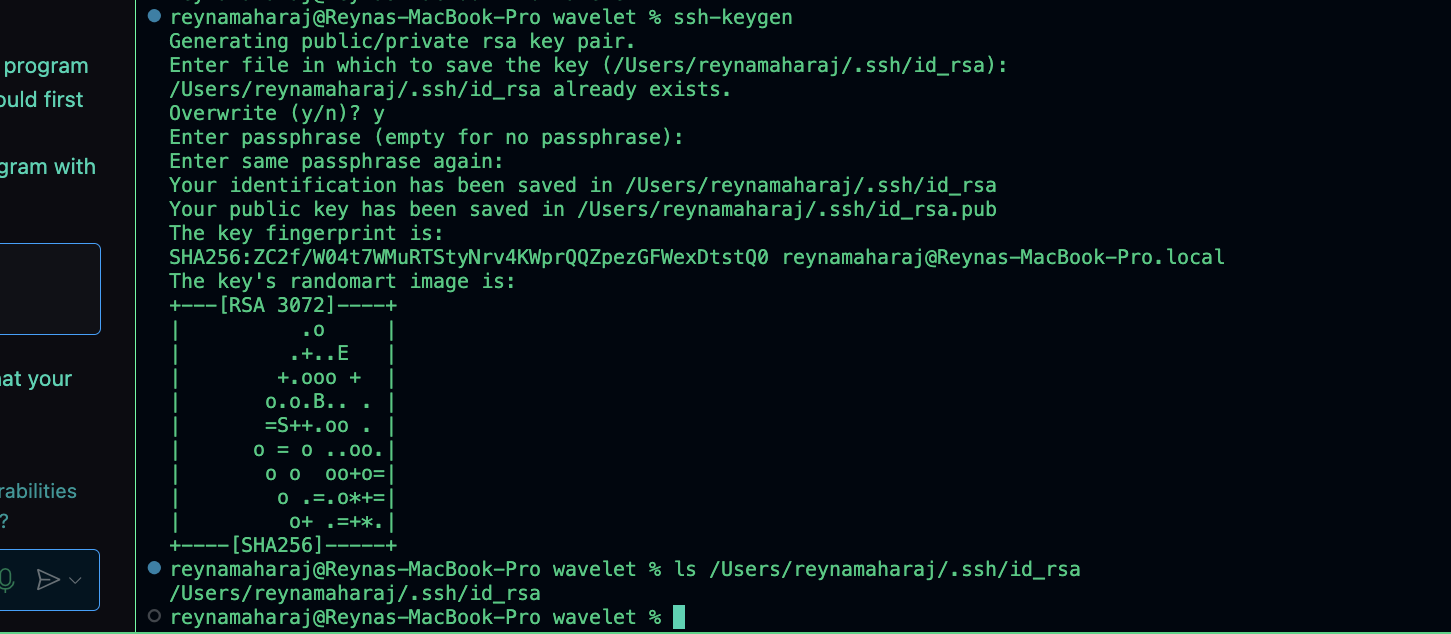 reynamaharaj@Reynas-MacBook-Pro wavelet % ssh-keygen
Generating public/private rsa key pair.
Enter file in which to save the key (/Users/reynamaharaj/.ssh/id_rsa):
/Users/reynamaharaj/.ssh/id_rsa already exists.
Overwrite (y/n)? y
Enter passphrase (empty for no passphrase):
Enter same passphrase again:
Your identification has been saved in /Users/reynamaharaj/.ssh/id_rsa
Your public key has been saved in /Users/reynamaharaj/.ssh/id_rsa.pub
The key fingerprint is:
SHA256:ZC2f/W04t7WMuRTStyNrv4KWprQQZpezGFWexDtstQ0 reynamaharaj@Reynas-MacBook-Pro.local
The key's randomart image is:
+---[RSA 3072]----+
|          .o     |
|         .+..E   |
|        +.ooo +  |
|       o.o.B.. . |
|       =S++.oo . |
|      o = o ..oo.|
|       o o  oo+o=|
|        o .=.o*+=|
|         o+ .=+*.|
+----[SHA256]-----+
reynamaharaj@Reynas-MacBook-Pro wavelet % ls /Users/reynamaharaj/.ssh/id_rsa
/Users/reynamaharaj/.ssh/id_rsa
reynamaharaj@Reynas-MacBook-Pro wavelet %
program
ould first
gram with
at your
rabilities
?